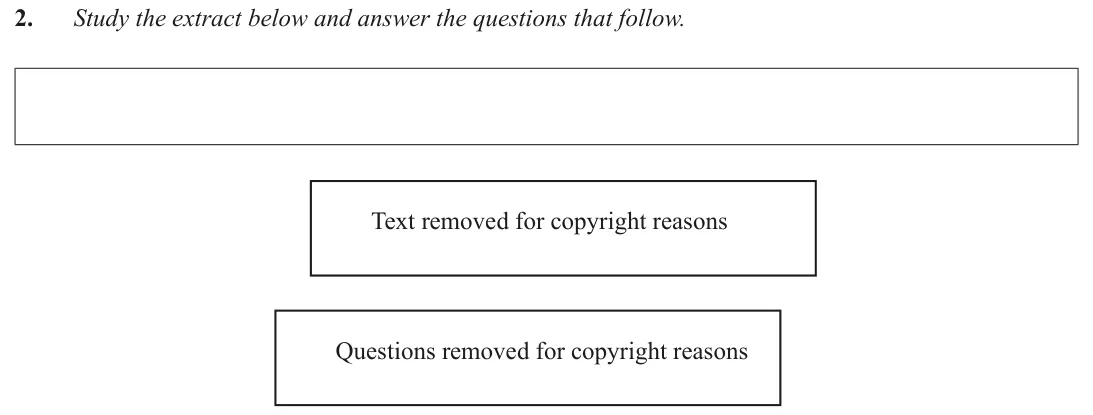 2. Study the extract below and answer the questions that follow.
Text removed for copyright reasons
Questions removed for copyright reasons